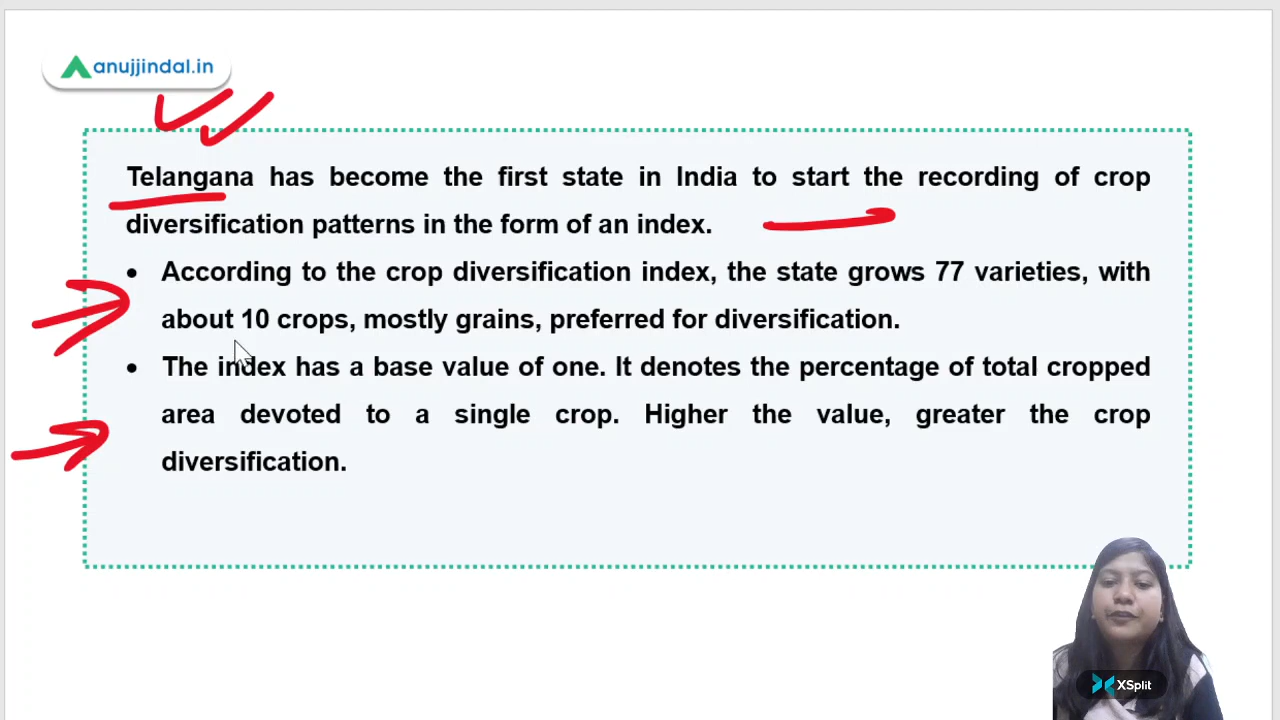 anujjindal.in
Telangana has become the first state in India to start the recording of crop
diversification patterns in the form of an index.
• According to the crop diversification index, the state grows 77 varieties, with
about 10 crops, mostly grains, preferred for diversification.
• The index has a base value of one. It denotes the percentage of total cropped
area devoted to a single crop. Higher the value, greater the crop
diversification.
XSplit